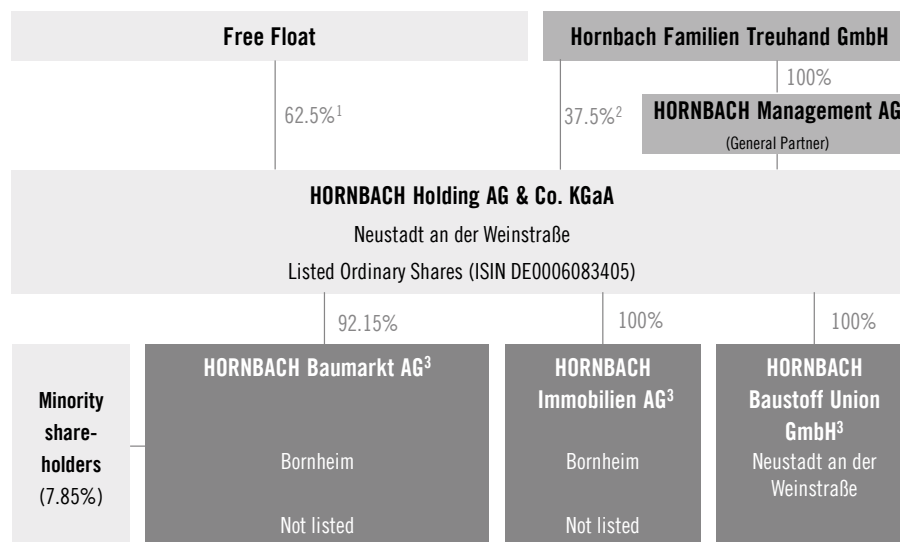 Free Float
Hornbach Familien Treuhand GmbH
100%
62.5%¹
37.5%²
HORNBACH Management AG
(General Partner)
HORNBACH Holding AG & Co. KGaA
Neustadt an der Weinstraße
Listed Ordinary Shares (ISIN DE0006083405)
92.15%
100%
100%
Minority
share-
holders
(7.85%)
HORNBACH Baumarkt AG³
Bornheim
Not listed
HORNBACH
Immobilien AG³
Bornheim
Not listed
HORNBACH
Baustoff Union
GmbH³
Neustadt an der
Weinstraße